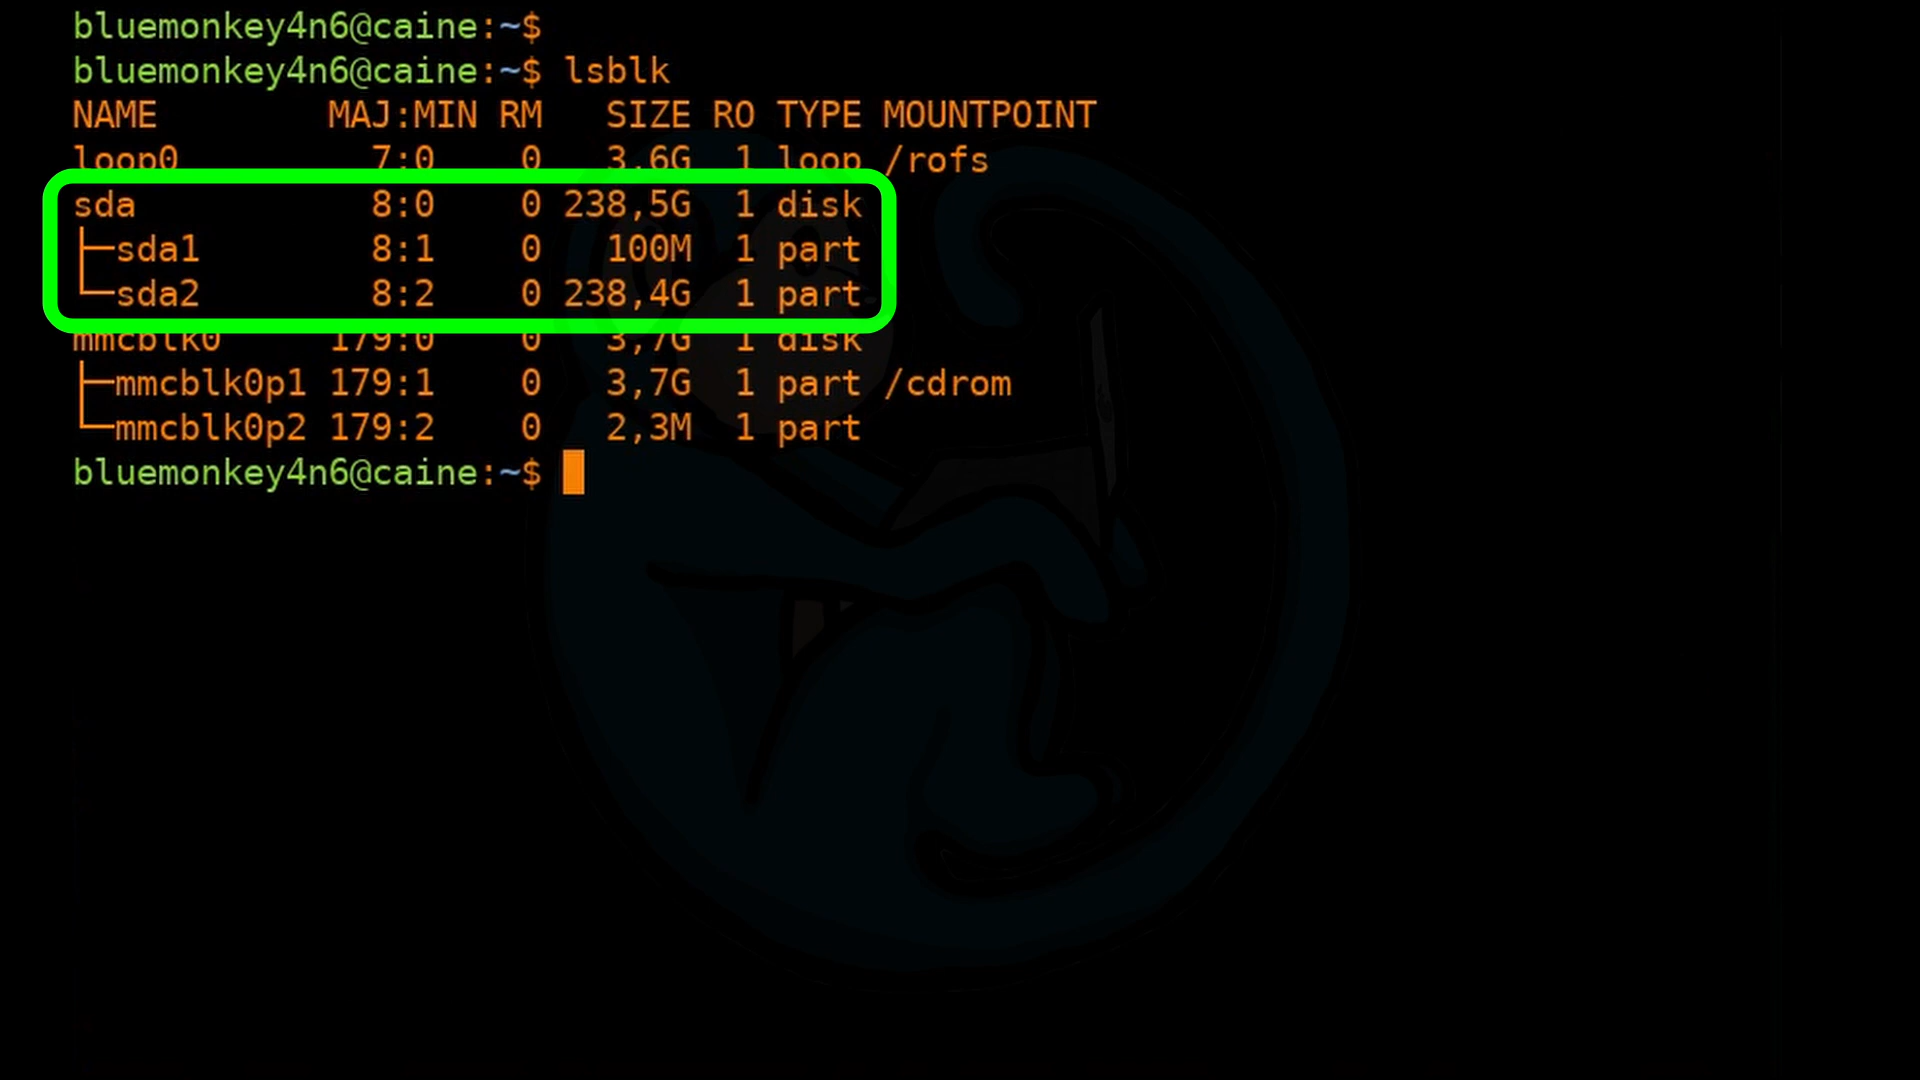 bluemonkey4n6@caine:~$
bluemonkey4n6@caine:~$ lsblk
NAME        MAJ:MIN RM   SIZE RO TYPE MOUNTPOINT
loop0         7:0    0   3,6G  1 loop /rofs
sda           8:0    0 238,5G  1 disk
├─sda1        8:1    0   100M  1 part
└─sda2        8:2    0 238,4G  1 part
mmcblk0     179:0    0   3,7G  1 disk
├─mmcblk0p1 179:1    0   3,7G  1 part /cdrom
└─mmcblk0p2 179:2    0   2,3M  1 part
bluemonkey4n6@caine:~$